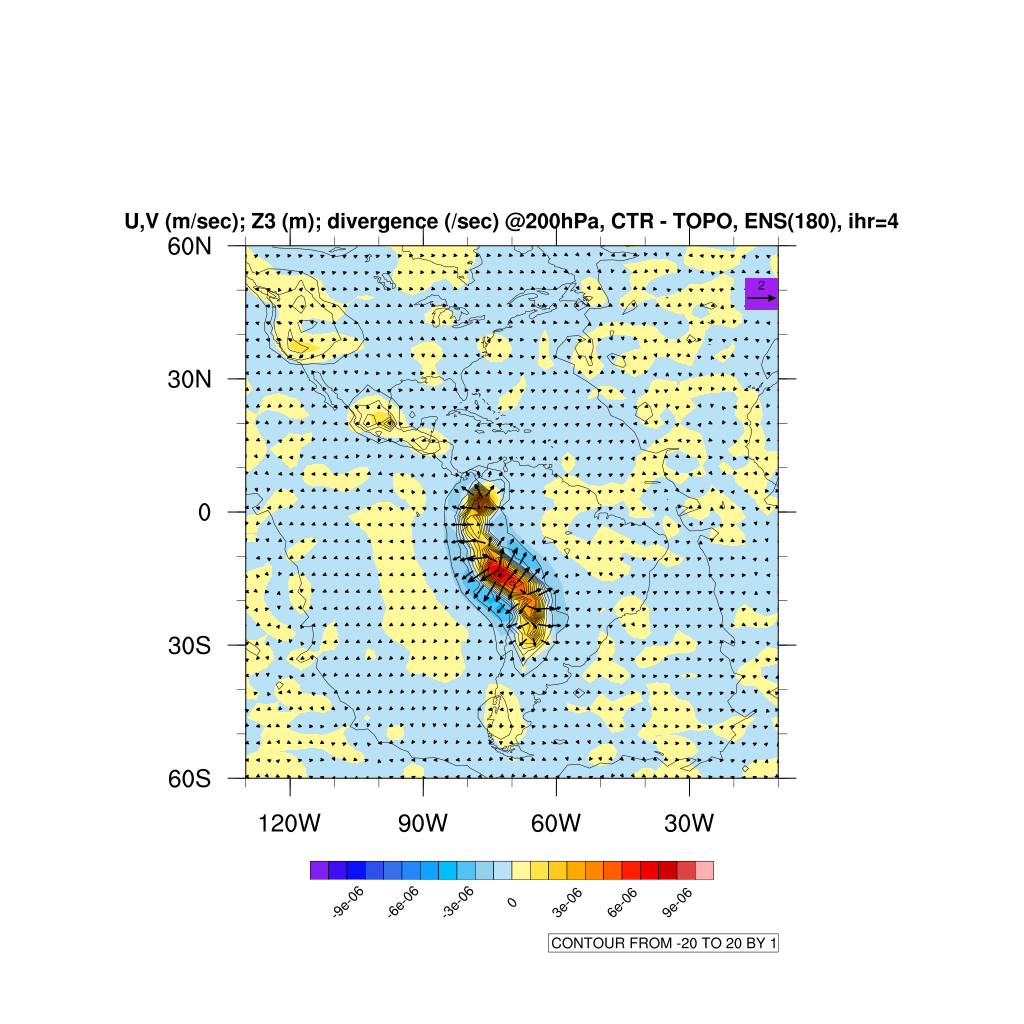 U,V (m/sec); Z3 (m); divergence (/sec) @200hPa, CTR - TOPO, ENS(180), ihr=4
60N
2
30N
0
30S
60S
120W 90W 60W 30W
-9e-06 -6e-06 -3e-06 0 3e-06 6e-06 9e-06
CONTOUR FROM -20 TO 20 BY 1